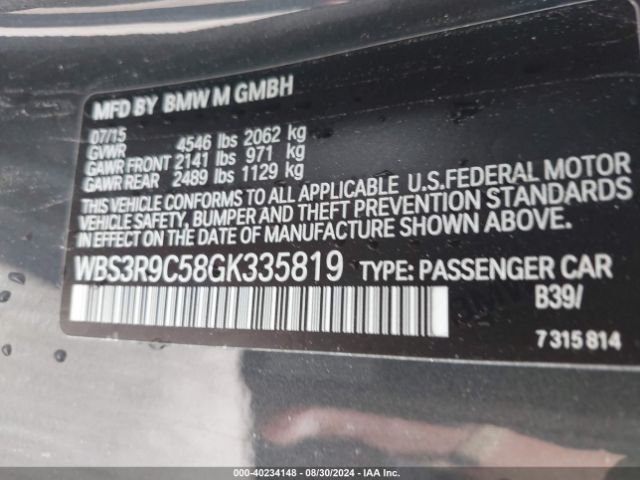 MFD BY BMW M GMBH
07/15
GVWR 4546 lbs 2062 kg
GAWR FRONT 2141 lbs 971 kg
GAWR REAR 2489 lbs 1129 kg
THIS VEHICLE CONFORMS TO ALL APPLICABLE U.S.FEDERAL MOTOR
VEHICLE SAFETY, BUMPER AND THEFT PREVENTION STANDARDS
IN EFFECT ON THE DATE OF MANUFACTURE SHOWN ABOVE.
WBS3R9C58GK335819 TYPE: PASSENGER CAR
B39/
7 315 814
000-40234148 - 08/30/2024 - IAA Inc.